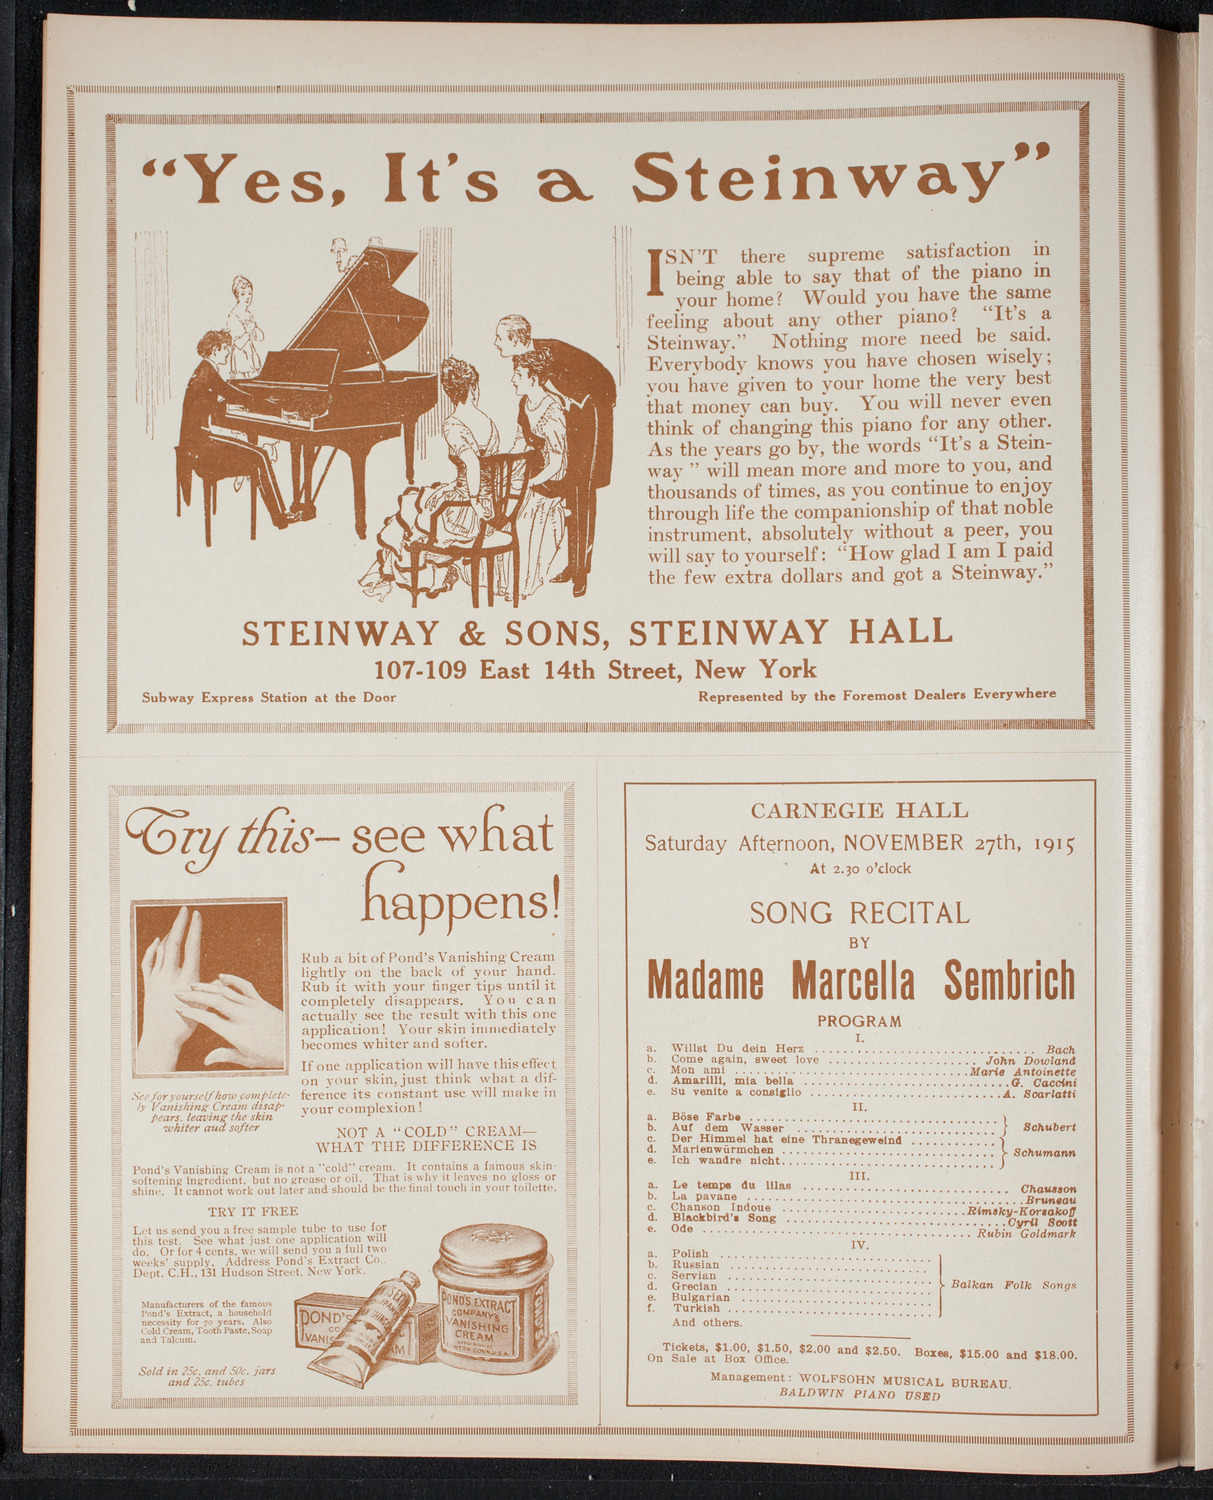 "Yes, It's a Steinway"
ISN'T there supreme satisfaction in
being able to say that of the piano in
your home? Would you have the same
feeling about any other piano? "It's a
Steinway." Nothing more need be said.
Everybody knows you have chosen wisely;
you have given to your home the very best
that money can buy. You will never even
think of changing this piano for any other.
As the years go by, the words "It's a Stein-
way" will mean more and more to you, and
thousands of times, as you continue to enjoy
through life the companionship of that noble
instrument, absolutely without a peer, you
will say to yourself: "How glad I am I paid
the few extra dollars and got a Steinway."
STEINWAY & SONS, STEINWAY HALL
107-109 East 14th Street, New York
Subway Express Station at the Door
Represented by the Foremost Dealers Everywhere
Try this— see what
happens!
Rub a bit of Pond's Vanishing Cream
lightly on the back of your hand.
Rub it with your finger tips until it
completely disappears. You can
actually see the result with this one
application! Your skin immediately
becomes whiter and softer.
If one application will have this effect
on your skin, just think what a dif-
ference its constant use will make in
your complexion!
See for yourself how complete-
ly Vanishing Cream disap-
pears, leaving the skin
whiter aud softer
NOT A "COLD" CREAM—
WHAT THE DIFFERENCE IS
Pond's Vanishing Cream is not a "cold" cream. It contains a famous skin-
softening ingredient, but no grease or oil. That is why it leaves no gloss or
shine. It cannot work out later and should be the final touch in your toilette.
TRY IT FREE
Let us send you a free sample tube to use for
this test. See what just one application will
do. Or for 4 cents, we will send you a full two
weeks' supply. Address Pond's Extract Co.,
Dept. C.H., 131 Hudson Street, New York.
Manufacturers of the famous
Pond's Extract, a household
necessity for 70 years. Also
Cold Cream, Tooth Paste, Soap
and Talcum.
Sold in 25c. and 50c. jars
and 25c. tubes
POND'S
POND'S EXTRACT
COMPANY'S
VANISHING
CREAM
CARNEGIE HALL
Saturday Afternoon, NOVEMBER 27th, 1915
At 2.30 o'clock
SONG RECITAL
BY
Madame Marcella Sembrich
PROGRAM
I.
a. Willst Du dein Herz ........ Bach
b. Come again, sweet love ........ John Dowland
c. Mon ami ........ Marie Antoinette
d. Amarilli, mia bella ........ G. Caccini
e. Su venite a consiglio ........ A. Scarlatti
II.
a. Böse Farbe ........
b. Auf dem Wasser ........ Schubert
c. Der Himmel hat eine Thranegeweind ........
d. Marienwürmchen ........ Schumann
e. Ich wandre nicht ........
III.
a. Le temps du lilas ........ Chausson
b. La pavane ........ Bruneau
c. Chanson Indoue ........ Rimsky-Korsakoff
d. Blackbird's Song ........ Cyril Scott
e. Ode ........ Rubin Goldmark
IV.
a. Polish ........
b. Russian ........
c. Servian ........
d. Grecian ........ Balkan Folk Songs
e. Bulgarian ........
f. Turkish ........
And others.
Tickets, $1.00, $1.50, $2.00 and $2.50. Boxes, $15.00 and $18.00.
On Sale at Box Office.
Management: WOLFSOHN MUSICAL BUREAU.
BALDWIN PIANO USED